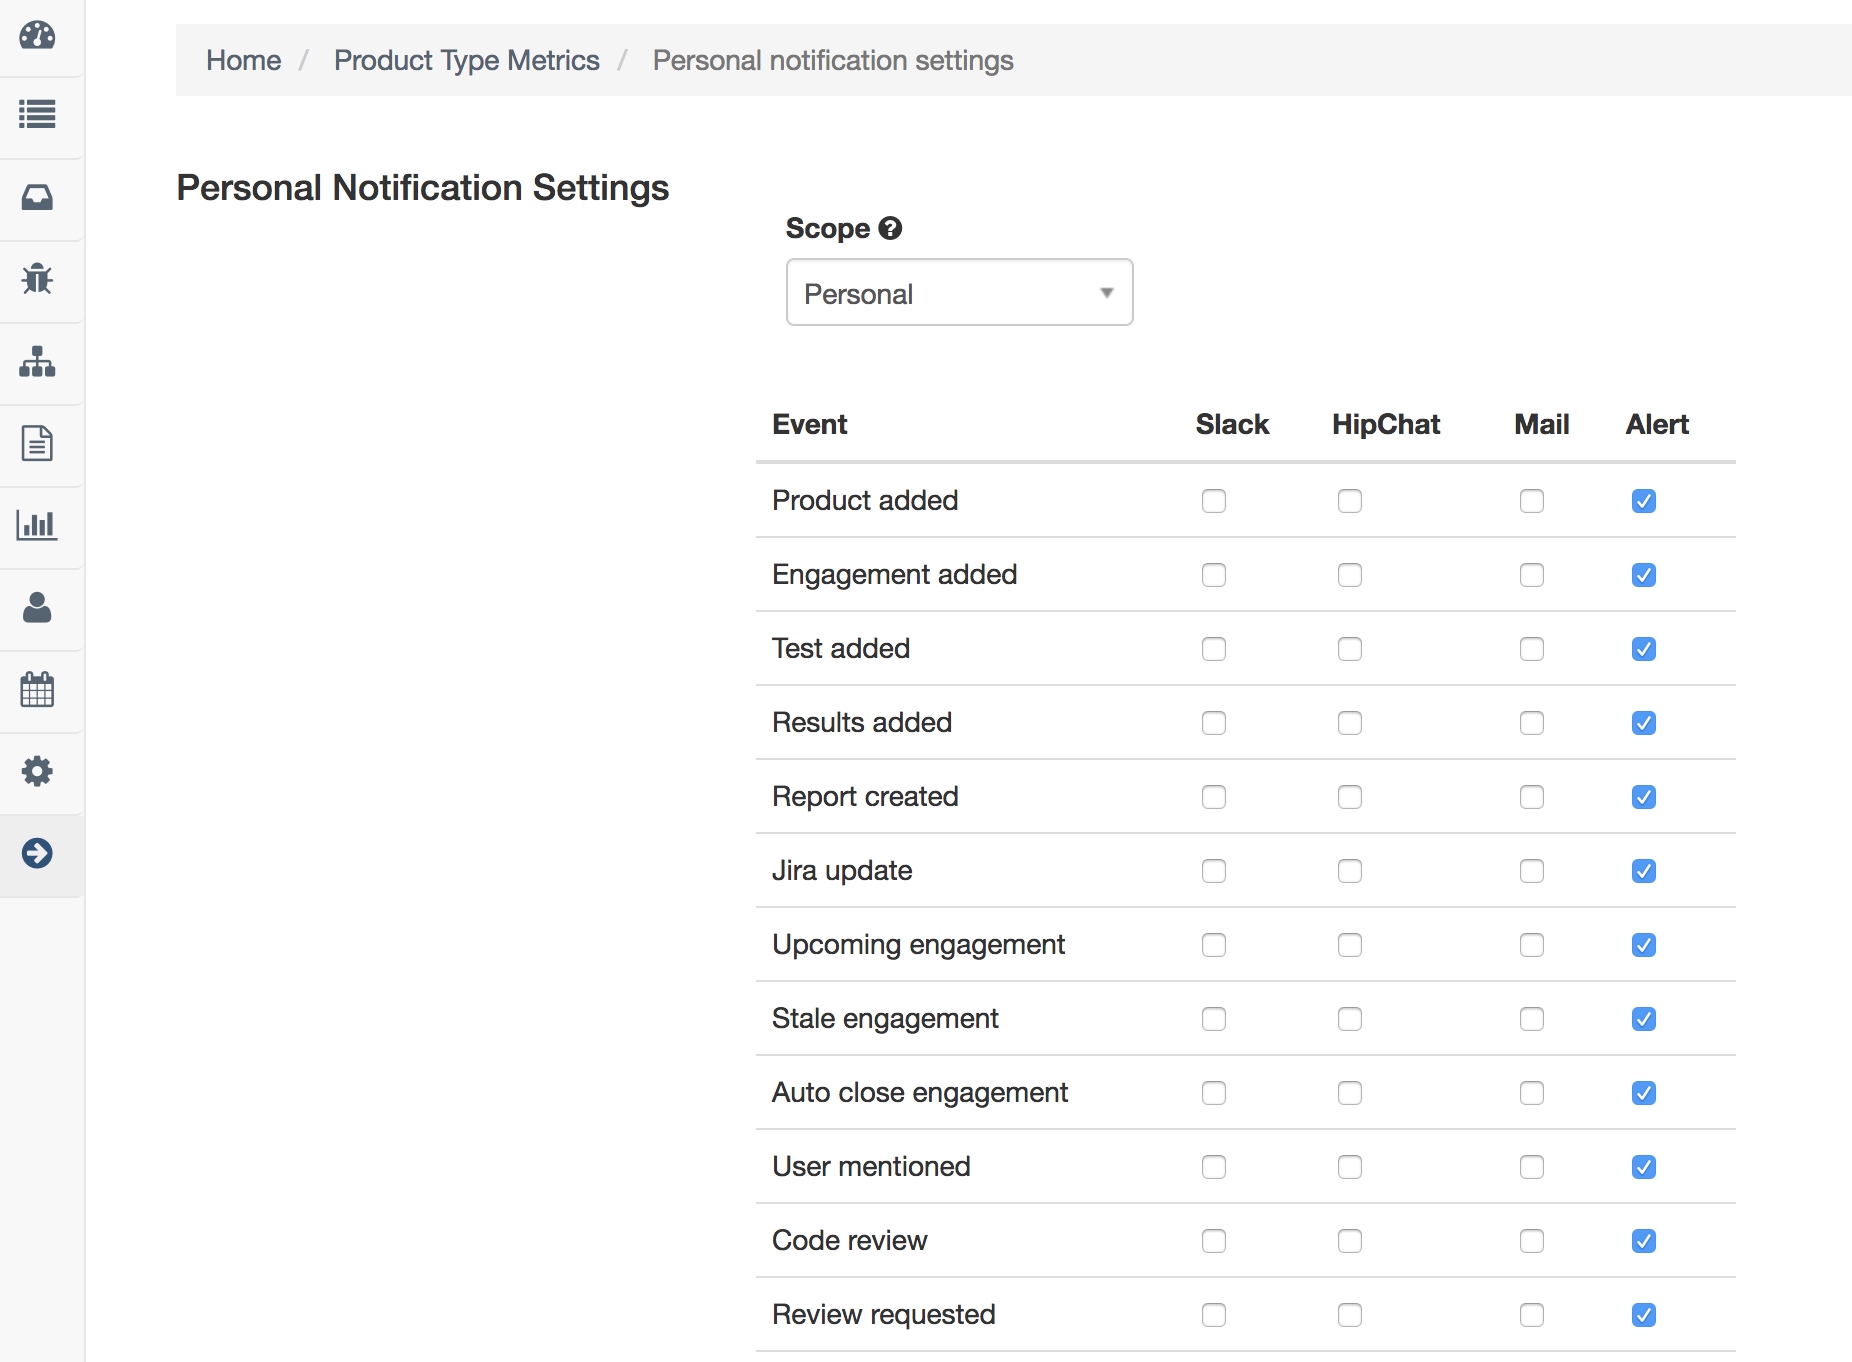 Home / Product Type Metrics / Personal notification settings
Personal Notification Settings
Scope ?
Personal
Event Slack HipChat Mail Alert
Product added
Engagement added
Test added
Results added
Report created
Jira update
Upcoming engagement
Stale engagement
Auto close engagement
User mentioned
Code review
Review requested